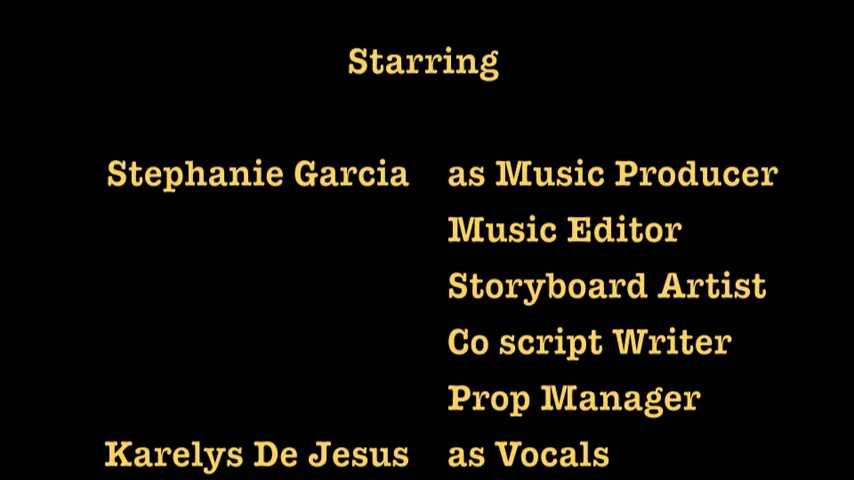 Starring
Stephanie Garcia as Music Producer
Music Editor
Storyboard Artist
Co script Writer
Prop Manager
Karelys De Jesus as Vocals